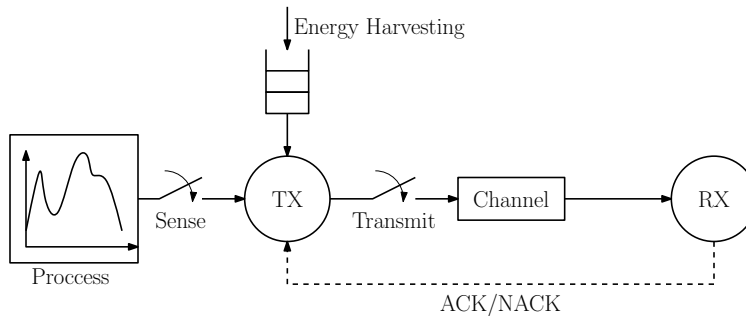 Energy Harvesting
TX
Channel
RX
Sense
Transmit
Proccess
ACK/NACK